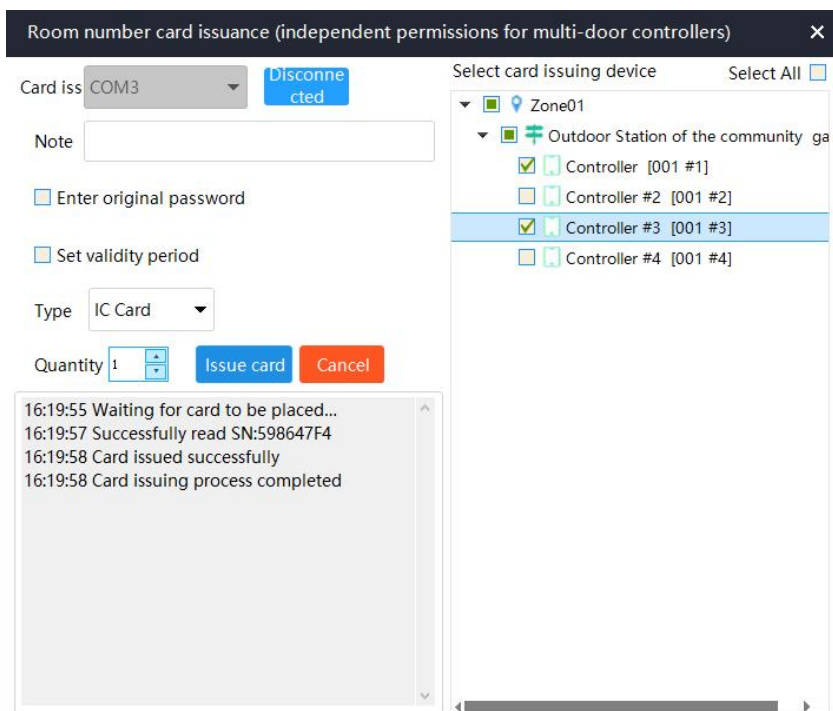 Room number card issuance (independent permissions for multi-door controllers)
Card iss COM3
Disconne
cted
Note
Enter original password
Set validity period
Type IC Card
Quantity 1 Issue card Cancel
16:19:55 Waiting for card to be placed...
16:19:57 Successfully read SN:598647F4
16:19:58 Card issued successfully
16:19:58 Card issuing process completed
Select card issuing device Select All
Zone01
Outdoor Station of the community ga
Controller [001 #1]
Controller #2 [001 #2]
Controller #3 [001 #3]
Controller #4 [001 #4]